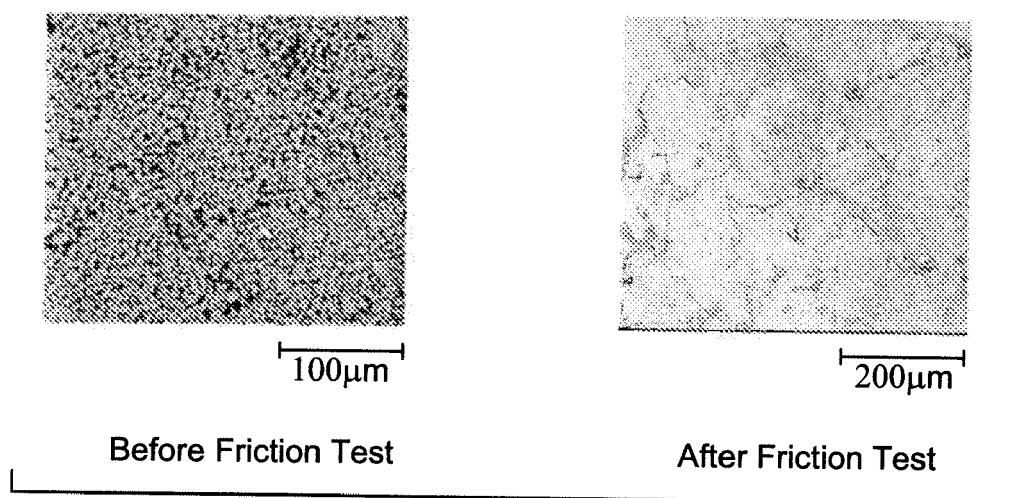 100μm
200μm
Before Friction Test
After Friction Test